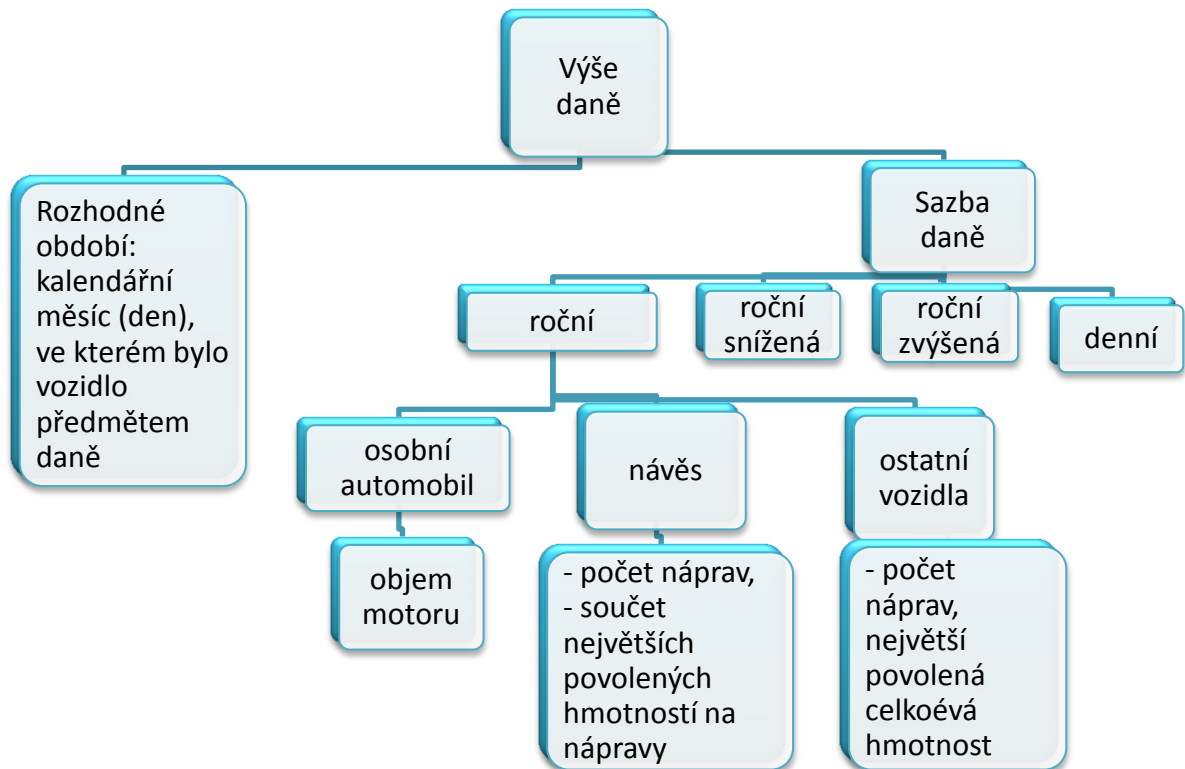 Výše
daně
Rozhodné
období:
kalendářní
měsíc (den),
ve kterém bylo
vozidlo
předmětem
daně
Sazba
daně
roční
roční
snížená
roční
zvýšená
denní
osobní
automobil
návěs
ostatní
vozidla
objem
motoru
- počet náprav,
- součet
největších
povolených
hmotností na
nápravy
- počet
náprav,
největší
povolená
celkoévá
hmotnost